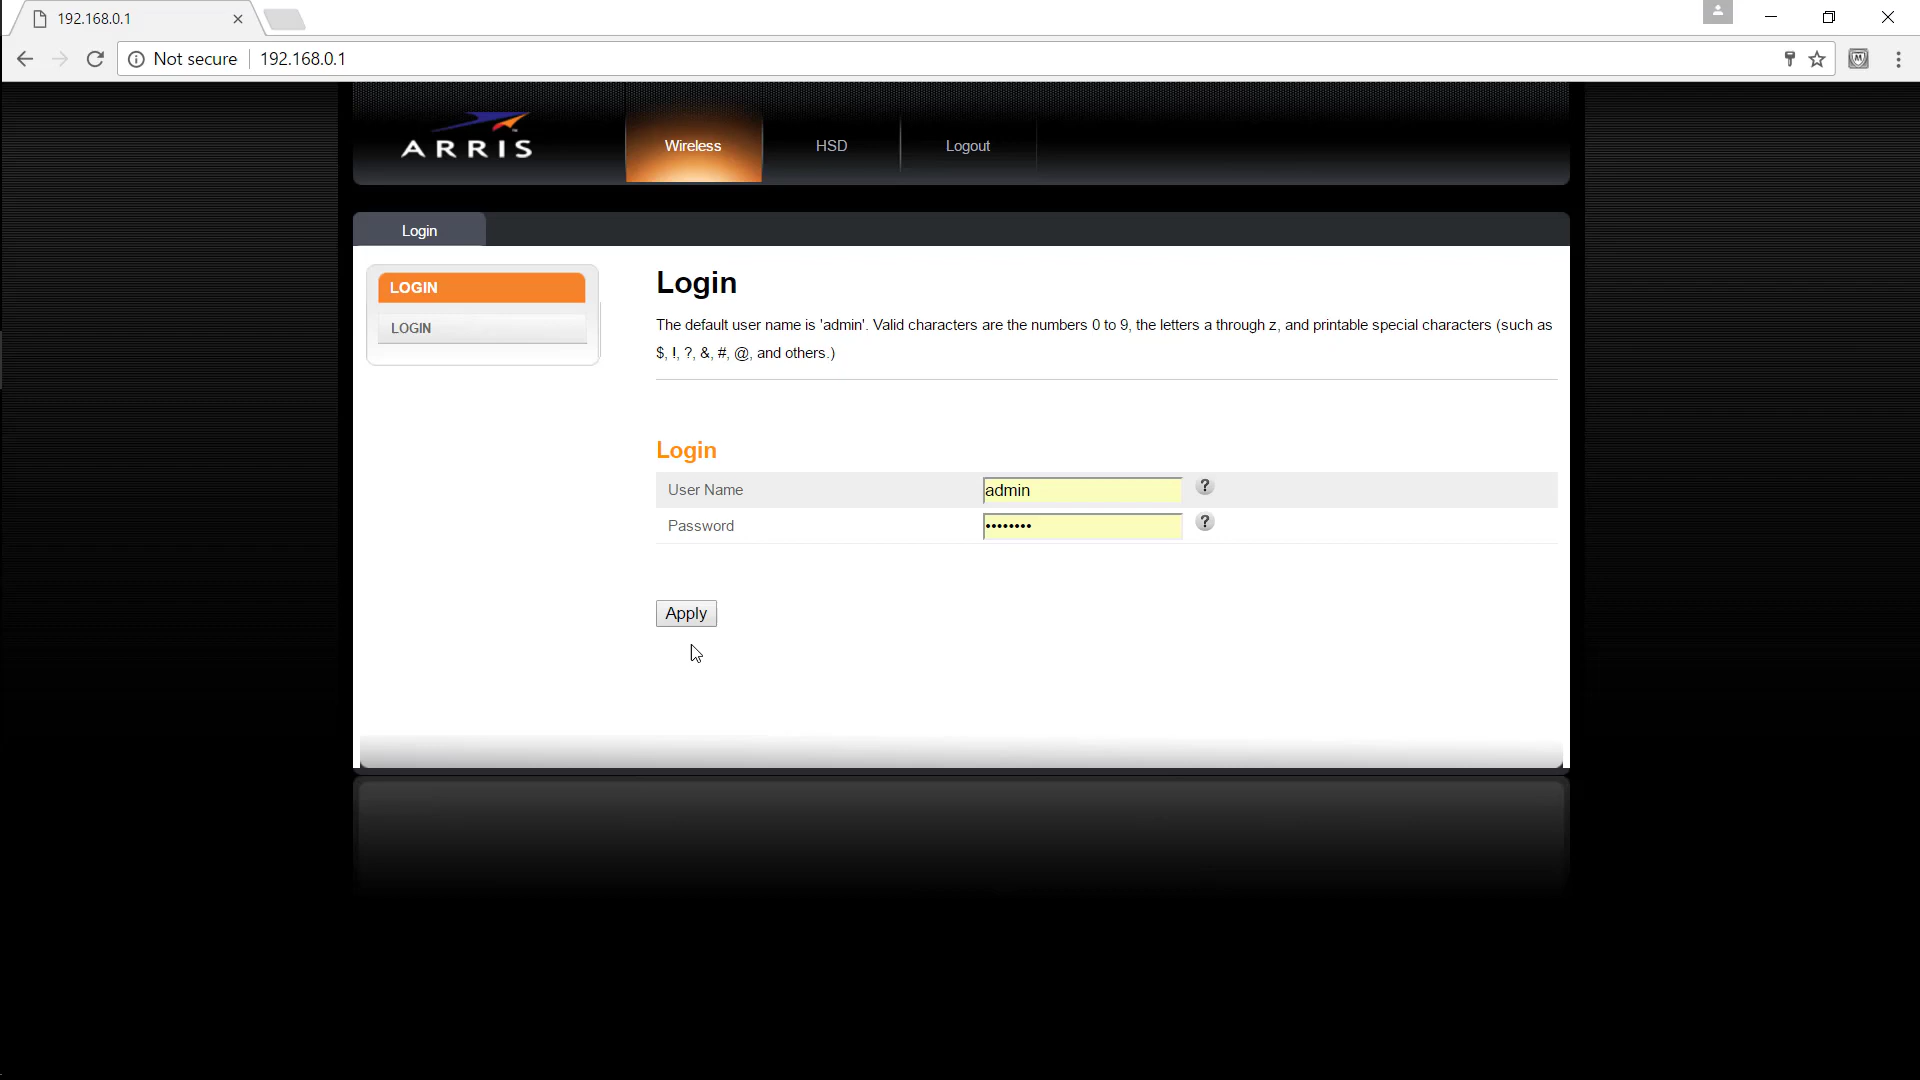 192.168.0.1
Not secure 192.168.0.1
ARRIS
Wireless HSD Logout
Login
LOGIN
LOGIN
Login
The default user name is 'admin'. Valid characters are the numbers 0 to 9, the letters a through z, and printable special characters (such as
$, !, ?, &, #, @, and others.)
Login
User Name admin ?
Password •••••••• ?
Apply